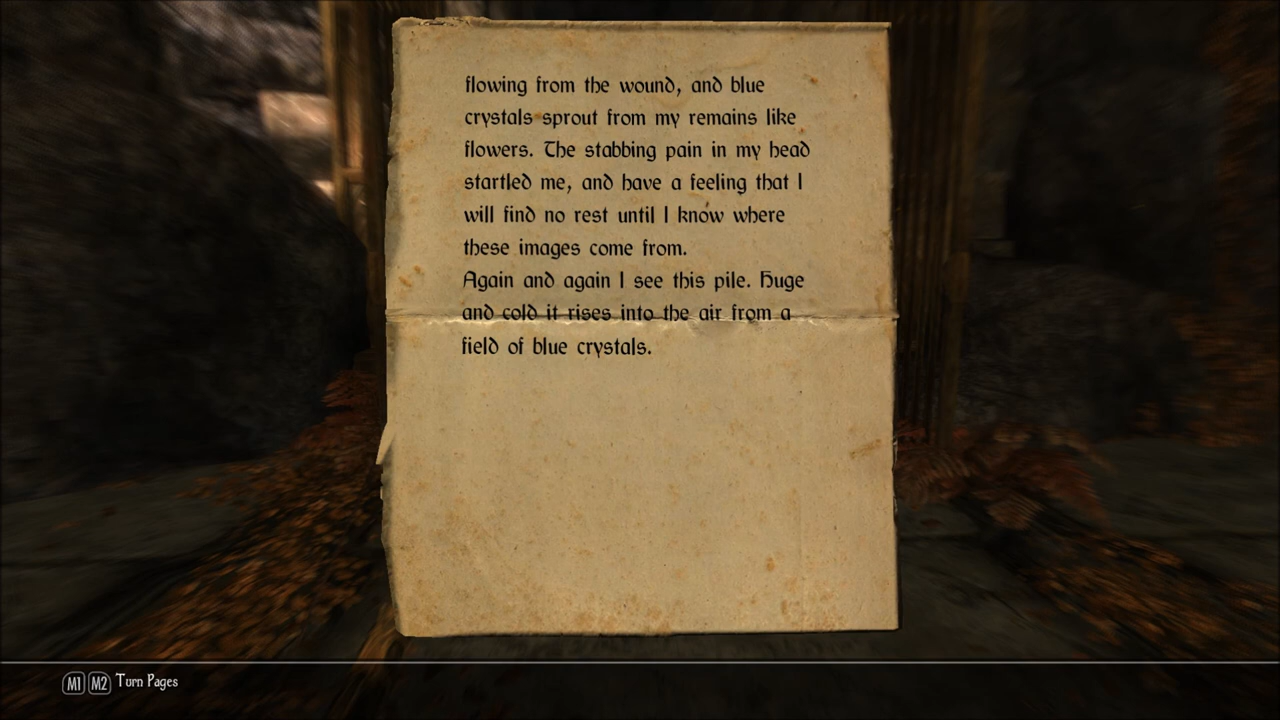 flowing from the wound, and blue
crystals sprout from my remains like
flowers. The stabbing pain in my head
startled me, and have a feeling that I
will find no rest until I know where
these images come from.
Again and again I see this pile. Huge
and cold it rises into the air from a
field of blue crystals.
M1 M2 Turn Pages